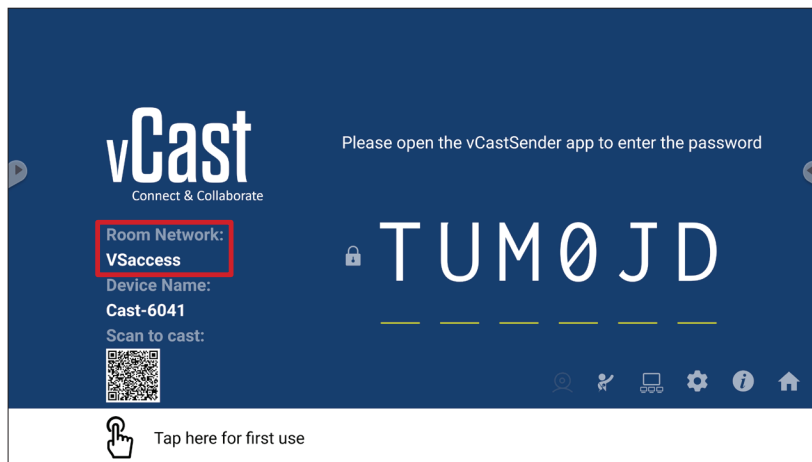 vCast
Connect & Collaborate
Please open the vCastSender app to enter the password
Room Network:
VSaccess
Device Name:
Cast-6041
Scan to cast:
TUM0JD
Tap here for first use